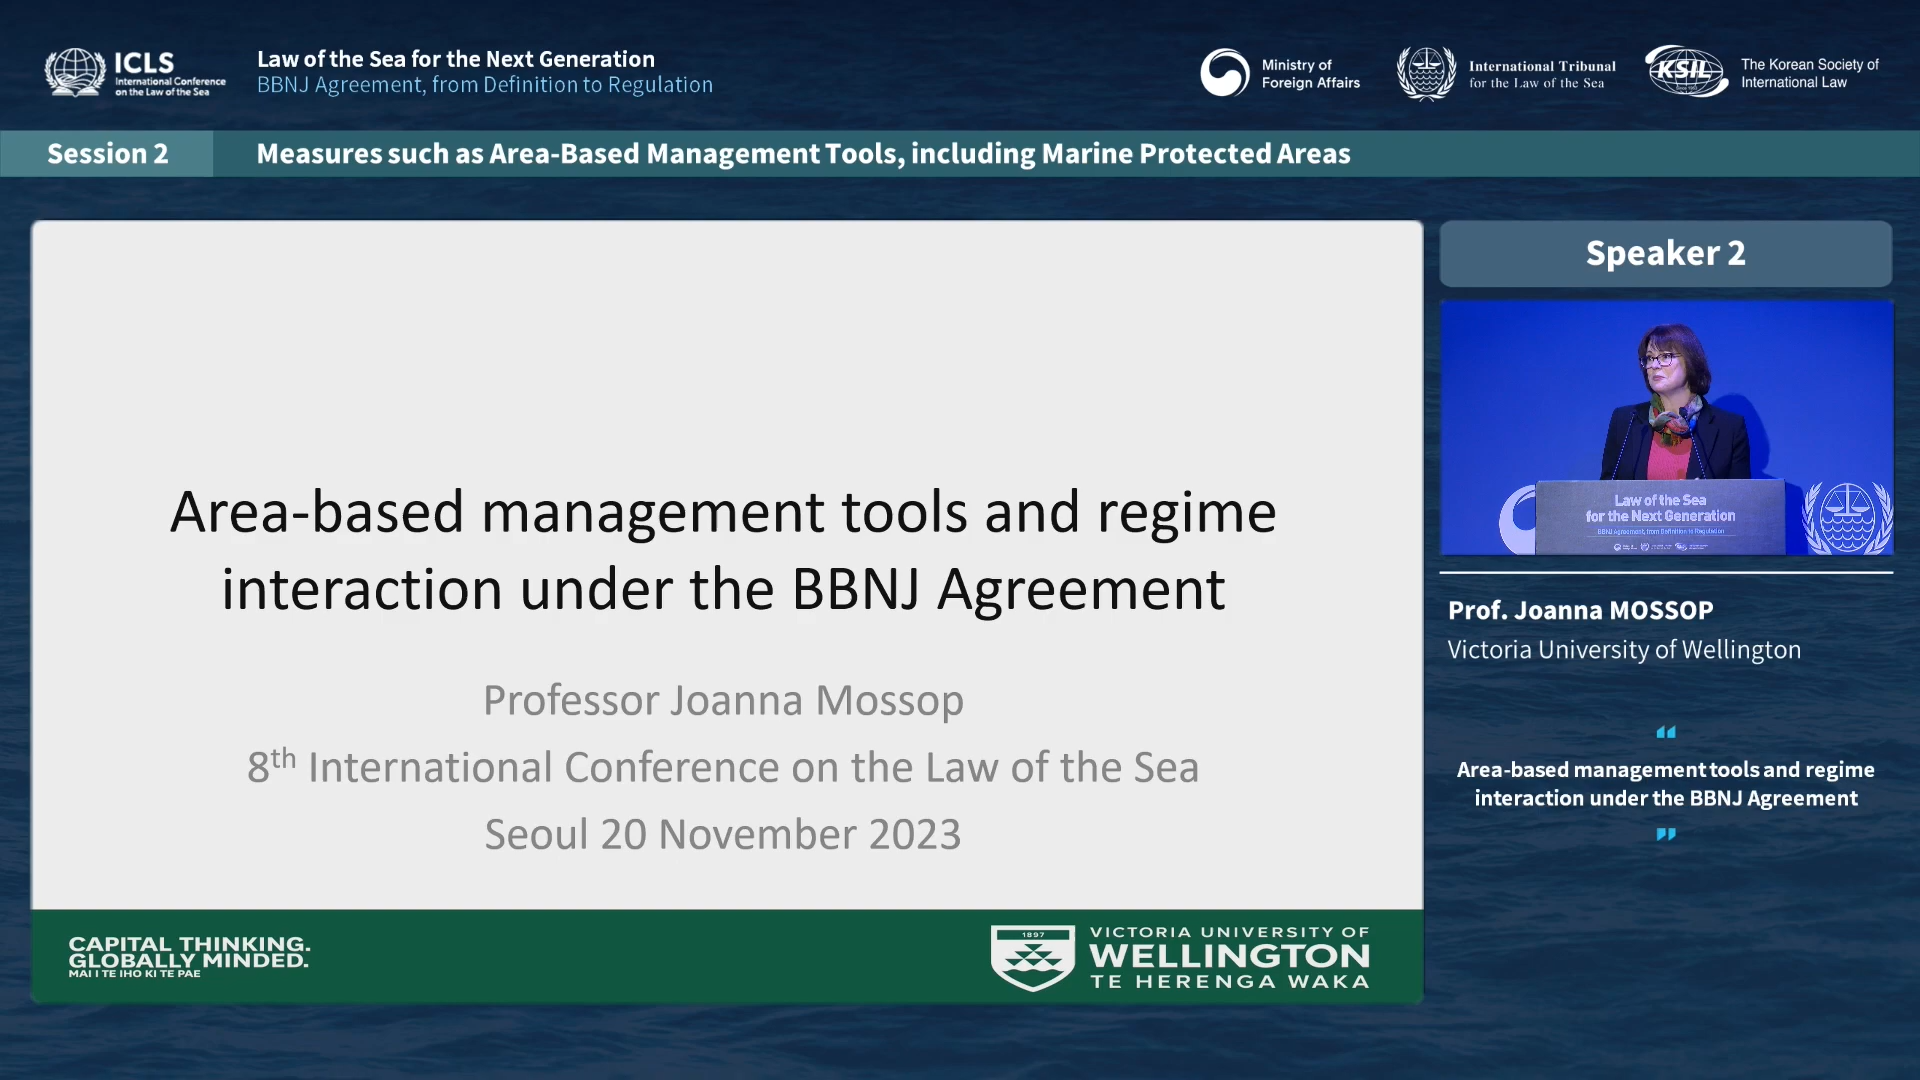 ICLS
International Conference
on the Law of the Sea
Law of the Sea for the Next Generation
BBNJ Agreement, from Definition to Regulation
Ministry of
Foreign Affairs
International Tribunal
for the Law of the Sea
KSIL
The Korean Society of
International Law
Session 2
Measures such as Area-Based Management Tools, including Marine Protected Areas
Area-based management tools and regime
interaction under the BBNJ Agreement
Professor Joanna Mossop
8th International Conference on the Law of the Sea
Seoul 20 November 2023
CAPITAL THINKING.
GLOBALLY MINDED.
MAI I TE IHO KI TE PAE
1897
VICTORIA UNIVERSITY OF
WELLINGTON
TE HERENGA WAKA
Speaker 2
Law of the Sea
for the Next Generation
BBNJ Agreement, from Definition to Regulation
Prof. Joanna MOSSOP
Victoria University of Wellington
“
Area-based management tools and regime
interaction under the BBNJ Agreement
”